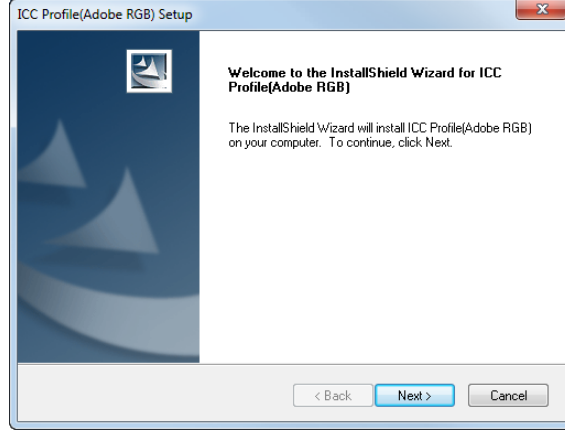 ICC Profile(Adobe RGB) Setup
Welcome to the InstallShield Wizard for ICC
Profile(Adobe RGB)
The InstallShield Wizard will install ICC Profile(Adobe RGB)
on your computer. To continue, click Next.
< Back Next > Cancel